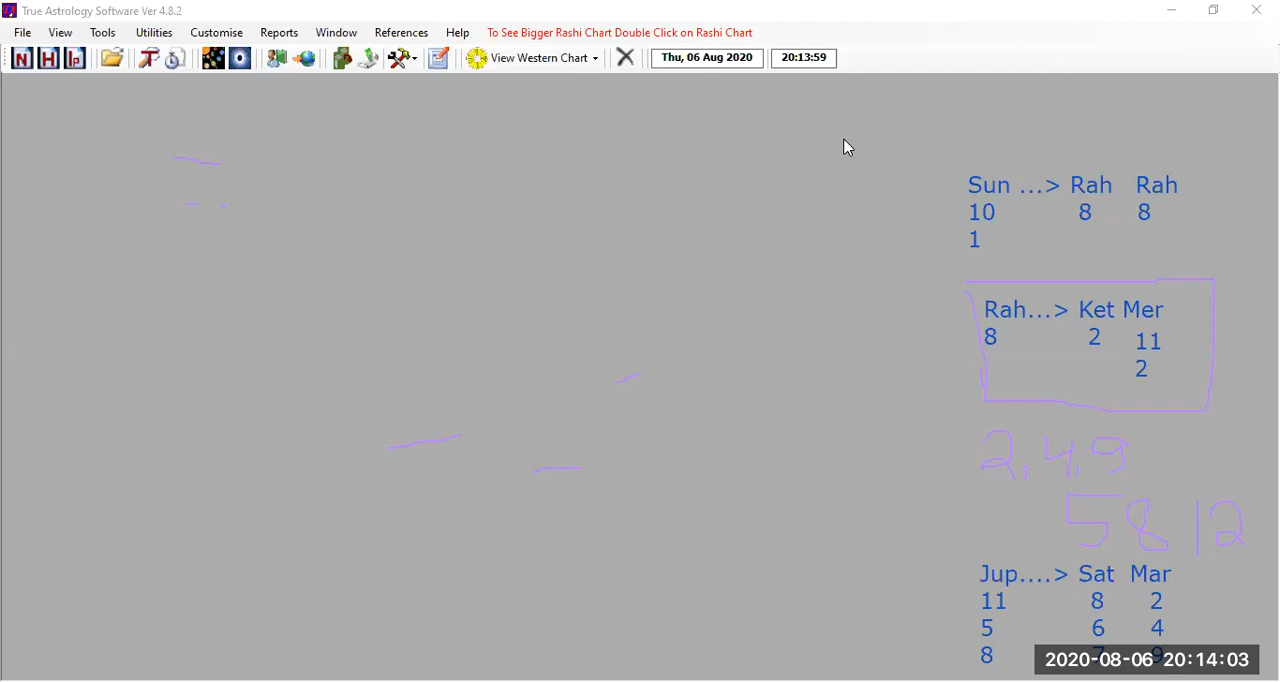 True Astrology Software Ver 4.8.2
File View Tools Utilities Customise Reports Window References Help To See Bigger Rashi Chart Double Click on Rashi Chart
N H Ip View Western Chart Thu, 06 Aug 2020 20:13:59
Sun ...> Rah Rah
10 8 8
1
Rah...> Ket Mer
8 2 11
2
2,4,9
5 8 12
Jup....> Sat Mar
11 8 2
5 6 4
8 7 9
2020-08-06 20:14:03